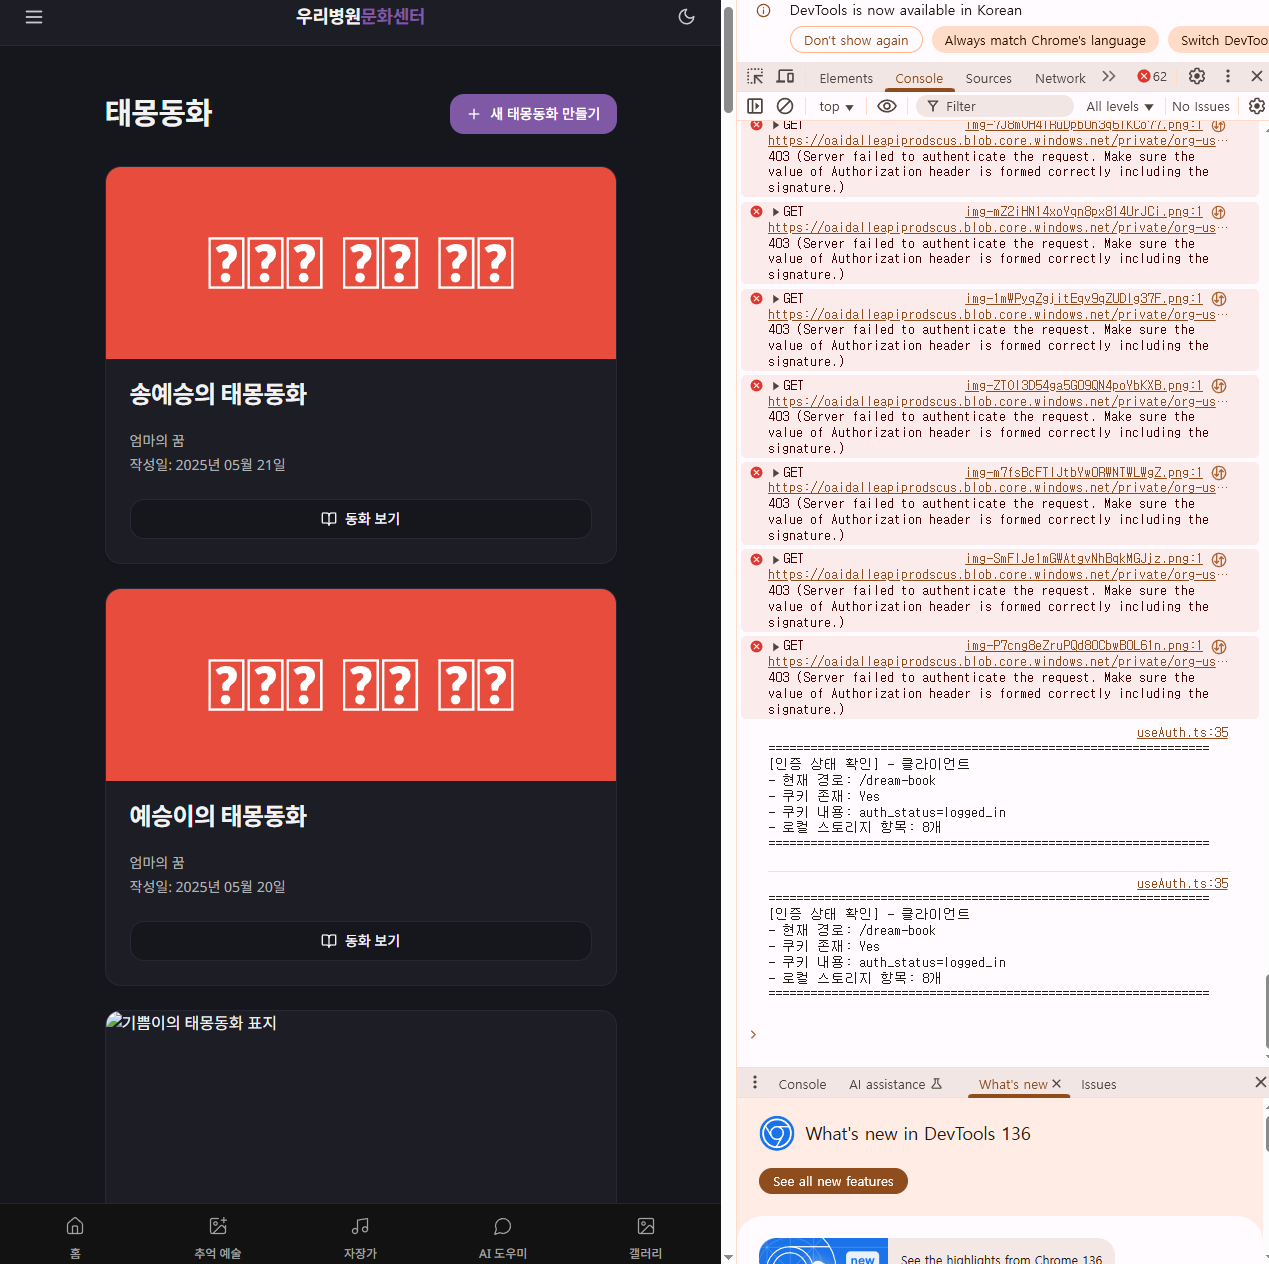 우리병원문화센터
태몽동화
+ 새 태몽동화 만들기
송예승의 태몽동화
엄마의 꿈
작성일: 2025년 05월 21일
동화 보기
예승이의 태몽동화
엄마의 꿈
작성일: 2025년 05월 20일
동화 보기
기쁨이의 태몽동화 표지
홈
추억 예술
자장가
AI 도우미
갤러리
DevTools is now available in Korean
Don't show again
Always match Chrome's language
Switch DevToo
Elements
Console
Sources
Network
62
top
Filter
All levels
No Issues
GET
https://oaidalleapiprodscus.blob.core.windows.net/private/org-us…
403 (Server failed to authenticate the request. Make sure the
value of Authorization header is formed correctly including the
signature.)
GET img-mZ2iHN14xoYqn8px814UrJCi.png:1
https://oaidalleapiprodscus.blob.core.windows.net/private/org-us…
403 (Server failed to authenticate the request. Make sure the
value of Authorization header is formed correctly including the
signature.)
GET img-1mWPyqZgjitEqv9qZUDlg37F.png:1
https://oaidalleapiprodscus.blob.core.windows.net/private/org-us…
403 (Server failed to authenticate the request. Make sure the
value of Authorization header is formed correctly including the
signature.)
GET
https://oaidalleapiprodscus.blob.core.windows.net/private/org-us…
403 (Server failed to authenticate the request. Make sure the
value of Authorization header is formed correctly including the
signature.)
GET
https://oaidalleapiprodscus.blob.core.windows.net/private/org-us…
403 (Server failed to authenticate the request. Make sure the
value of Authorization header is formed correctly including the
signature.)
GET
https://oaidalleapiprodscus.blob.core.windows.net/private/org-us…
403 (Server failed to authenticate the request. Make sure the
value of Authorization header is formed correctly including the
signature.)
GET
https://oaidalleapiprodscus.blob.core.windows.net/private/org-us…
403 (Server failed to authenticate the request. Make sure the
value of Authorization header is formed correctly including the
signature.)
useAuth.ts:35
===============================================================
[인증 상태 확인] - 클라이언트
- 현재 경로: /dream-book
- 쿠키 존재: Yes
- 쿠키 내용: auth_status=logged_in
- 로컬 스토리지 항목: 8개
===============================================================
useAuth.ts:35
===============================================================
[인증 상태 확인] - 클라이언트
- 현재 경로: /dream-book
- 쿠키 존재: Yes
- 쿠키 내용: auth_status=logged_in
- 로컬 스토리지 항목: 8개
===============================================================
Console
AI assistance
What's new
Issues
What's new in DevTools 136
See all new features
new
See the highlights from Chrome 136